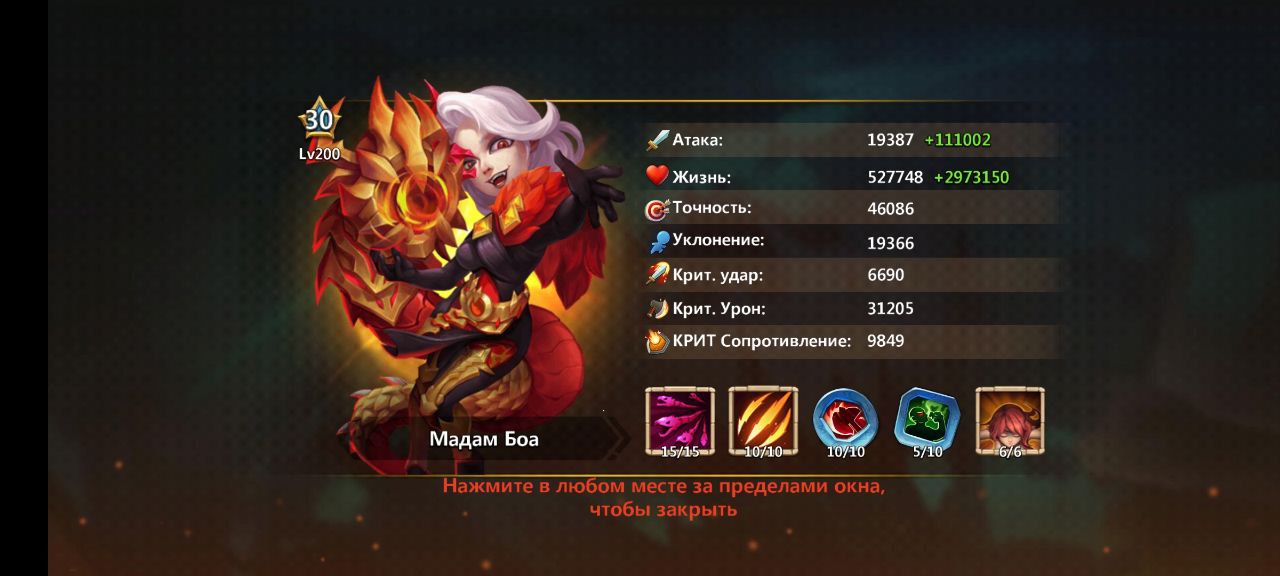 30
Lv200
Атака: 19387 +111002
Жизнь: 527748 +2973150
Точность: 46086
Уклонение: 19366
Крит. удар: 6690
Крит. Урон: 31205
КРИТ Сопротивление: 9849
Мадам Боа
15/15 10/10 10/10 5/10 6/6
Нажмите в любом месте за пределами окна,
чтобы закрыть